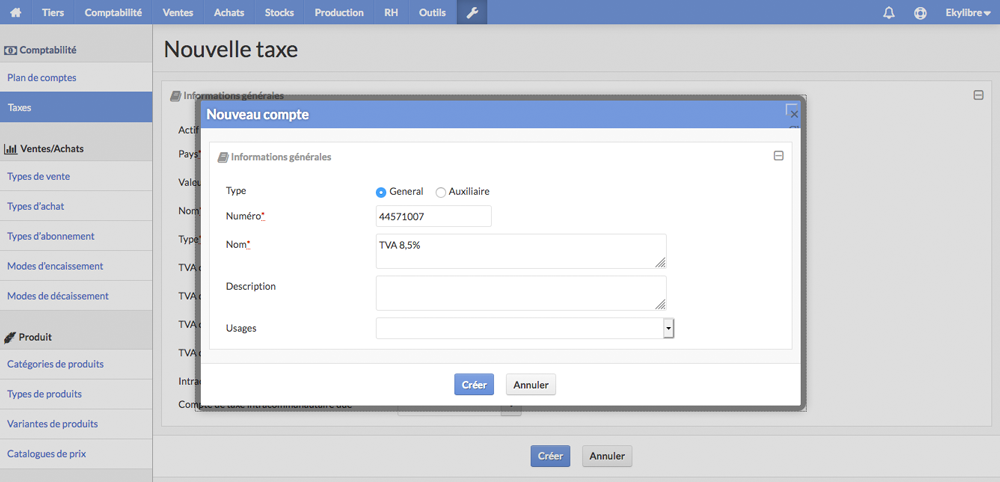 Tiers Comptabilité Ventes Achats Stocks Production RH Outils Ekylibre
Comptabilité
Plan de comptes
Taxes
Ventes/Achats
Types de vente
Types d'achat
Types d'abonnement
Modes d'encaissement
Modes de décaissement
Produit
Catégories de produits
Types de produits
Variantes de produits
Catalogues de prix
Nouvelle taxe
Informations générales
Actif
Pays*
Valeu
Nom*
Type*
TVA
TVA
TVA
TVA
Intra
Compte de taxe intracommunautaire due
Nouveau compte
Informations générales
Type General Auxiliaire
Numéro* 44571007
Nom* TVA 8,5%
Description
Usages
Créer Annuler
Créer Annuler